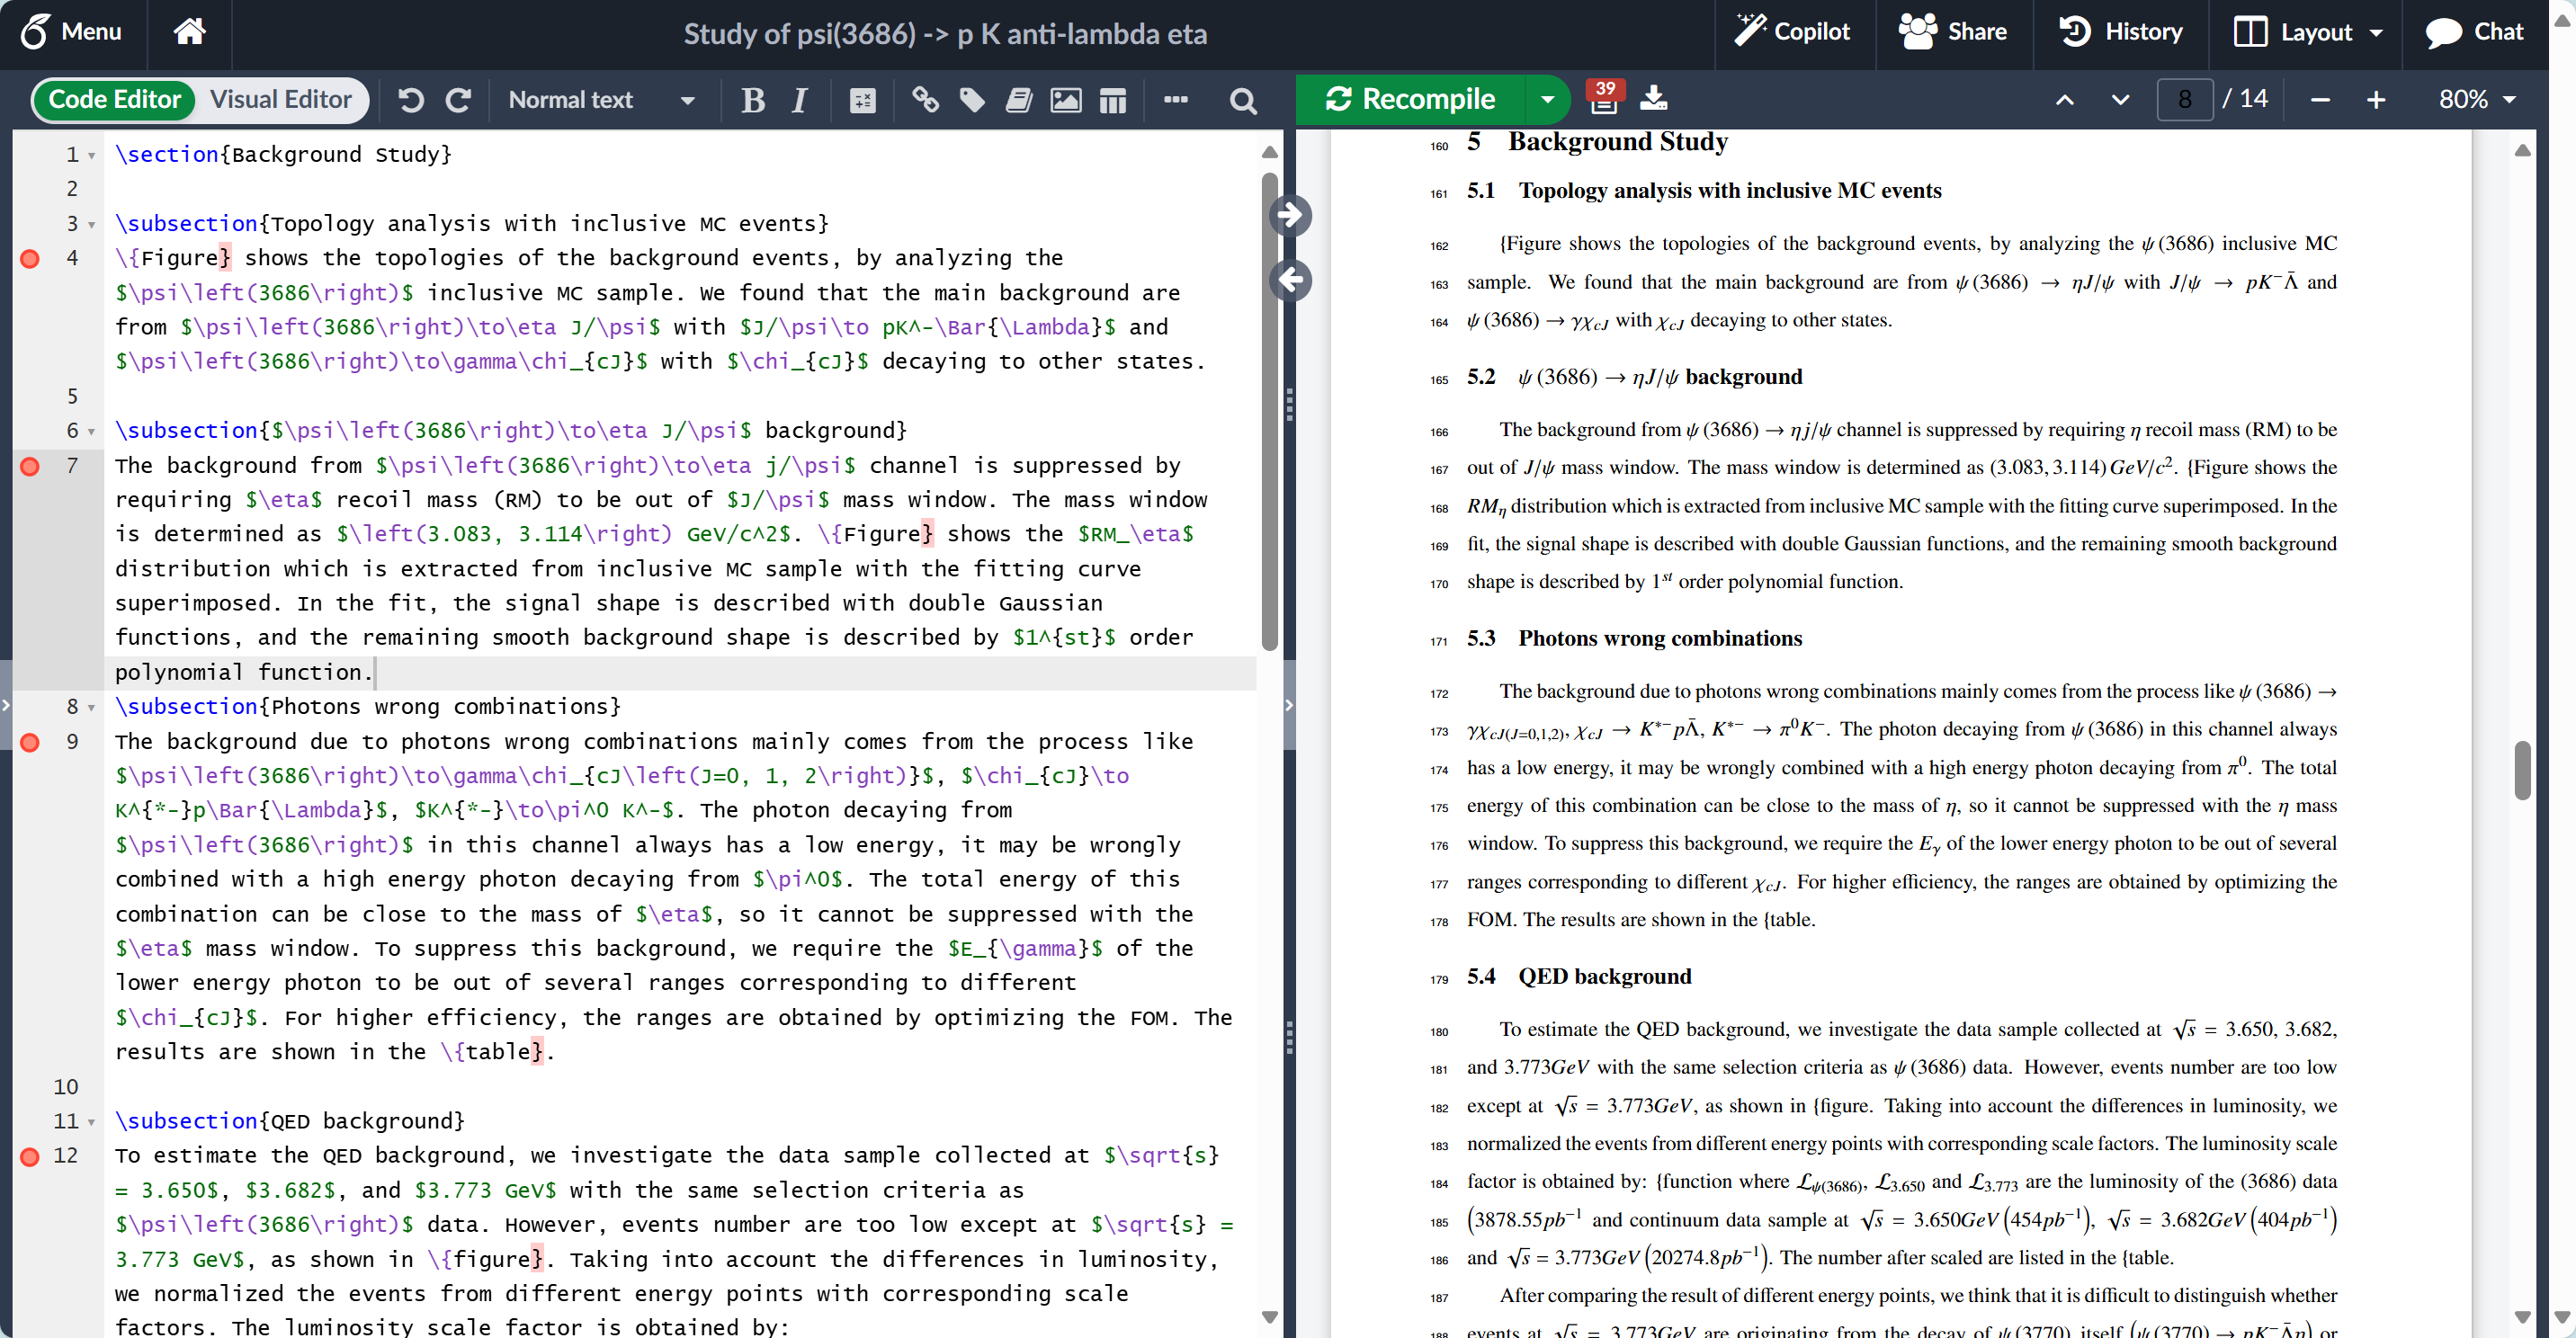 Menu
Study of psi(3686) -> p K anti-lambda eta
Copilot
Share
History
Layout
Chat
Code Editor
Visual Editor
Normal text
B
I
Recompile
39
8
/ 14
80%
1 \section{Background Study}
2
3 \subsection{Topology analysis with inclusive MC events}
4 \{Figure} shows the topologies of the background events, by analyzing the
$\psi\left(3686\right)$ inclusive MC sample. We found that the main background are
from $\psi\left(3686\right)\to\eta J/\psi$ with $J/\psi\to pK^-\Bar{\Lambda}$ and
$\psi\left(3686\right)\to\gamma\chi_{cJ}$ with $\chi_{cJ}$ decaying to other states.
5
6 \subsection{$\psi\left(3686\right)\to\eta J/\psi$ background}
7 The background from $\psi\left(3686\right)\to\eta j/\psi$ channel is suppressed by
requiring $\eta$ recoil mass (RM) to be out of $J/\psi$ mass window. The mass window
is determined as $\left(3.083, 3.114\right) GeV/c^2$. \{Figure} shows the $RM_\eta$
distribution which is extracted from inclusive MC sample with the fitting curve
superimposed. In the fit, the signal shape is described with double Gaussian
functions, and the remaining smooth background shape is described by $1^{st}$ order
polynomial function.
8 \subsection{Photons wrong combinations}
9 The background due to photons wrong combinations mainly comes from the process like
$\psi\left(3686\right)\to\gamma\chi_{cJ\left(J=0, 1, 2\right)}$, $\chi_{cJ}\to
K^{*-}p\Bar{\Lambda}$, $K^{*-}\to\pi^0 K^-$. The photon decaying from
$\psi\left(3686\right)$ in this channel always has a low energy, it may be wrongly
combined with a high energy photon decaying from $\pi^0$. The total energy of this
combination can be close to the mass of $\eta$, so it cannot be suppressed with the
$\eta$ mass window. To suppress this background, we require the $E_{\gamma}$ of the
lower energy photon to be out of several ranges corresponding to different
$\chi_{cJ}$. For higher efficiency, the ranges are obtained by optimizing the FOM. The
results are shown in the \{table}.
10
11 \subsection{QED background}
12 To estimate the QED background, we investigate the data sample collected at $\sqrt{s}
= 3.650$, $3.682$, and $3.773 GeV$ with the same selection criteria as
$\psi\left(3686\right)$ data. However, events number are too low except at $\sqrt{s} =
3.773 GeV$, as shown in \{figure}. Taking into account the differences in luminosity,
we normalized the events from different energy points with corresponding scale
factors. The luminosity scale factor is obtained by:
160 5 Background Study
161 5.1 Topology analysis with inclusive MC events
162 {Figure shows the topologies of the background events, by analyzing the ψ (3686) inclusive MC
163 sample. We found that the main background are from ψ (3686) → ηJ/ψ with J/ψ → pK⁻Λ̄ and
164 ψ (3686) → γχcJ with χcJ decaying to other states.
165 5.2 ψ (3686) → ηJ/ψ background
166 The background from ψ (3686) → ηj/ψ channel is suppressed by requiring η recoil mass (RM) to be
167 out of J/ψ mass window. The mass window is determined as (3.083, 3.114) GeV/c². {Figure shows the
168 RMη distribution which is extracted from inclusive MC sample with the fitting curve superimposed. In the
169 fit, the signal shape is described with double Gaussian functions, and the remaining smooth background
170 shape is described by 1ˢᵗ order polynomial function.
171 5.3 Photons wrong combinations
172 The background due to photons wrong combinations mainly comes from the process like ψ (3686) →
173 γχcJ(J=0,1,2), χcJ → K*⁻pΛ̄, K*⁻ → π⁰K⁻. The photon decaying from ψ (3686) in this channel always
174 has a low energy, it may be wrongly combined with a high energy photon decaying from π⁰. The total
175 energy of this combination can be close to the mass of η, so it cannot be suppressed with the η mass
176 window. To suppress this background, we require the Eγ of the lower energy photon to be out of several
177 ranges corresponding to different χcJ. For higher efficiency, the ranges are obtained by optimizing the
178 FOM. The results are shown in the {table.
179 5.4 QED background
180 To estimate the QED background, we investigate the data sample collected at √s = 3.650, 3.682,
181 and 3.773GeV with the same selection criteria as ψ (3686) data. However, events number are too low
182 except at √s = 3.773GeV, as shown in {figure. Taking into account the differences in luminosity, we
183 normalized the events from different energy points with corresponding scale factors. The luminosity scale
184 factor is obtained by: {function where ℒψ(3686), ℒ3.650 and ℒ3.773 are the luminosity of the (3686) data
185 (3878.55pb⁻¹ and continuum data sample at √s = 3.650GeV (454pb⁻¹), √s = 3.682GeV (404pb⁻¹)
186 and √s = 3.773GeV (20274.8pb⁻¹). The number after scaled are listed in the {table.
187 After comparing the result of different energy points, we think that it is difficult to distinguish whether
188 events at √s = 3.773GeV are originating from the decay of ψ (3770) itself (ψ (3770) → pK⁻Λ̄η) or